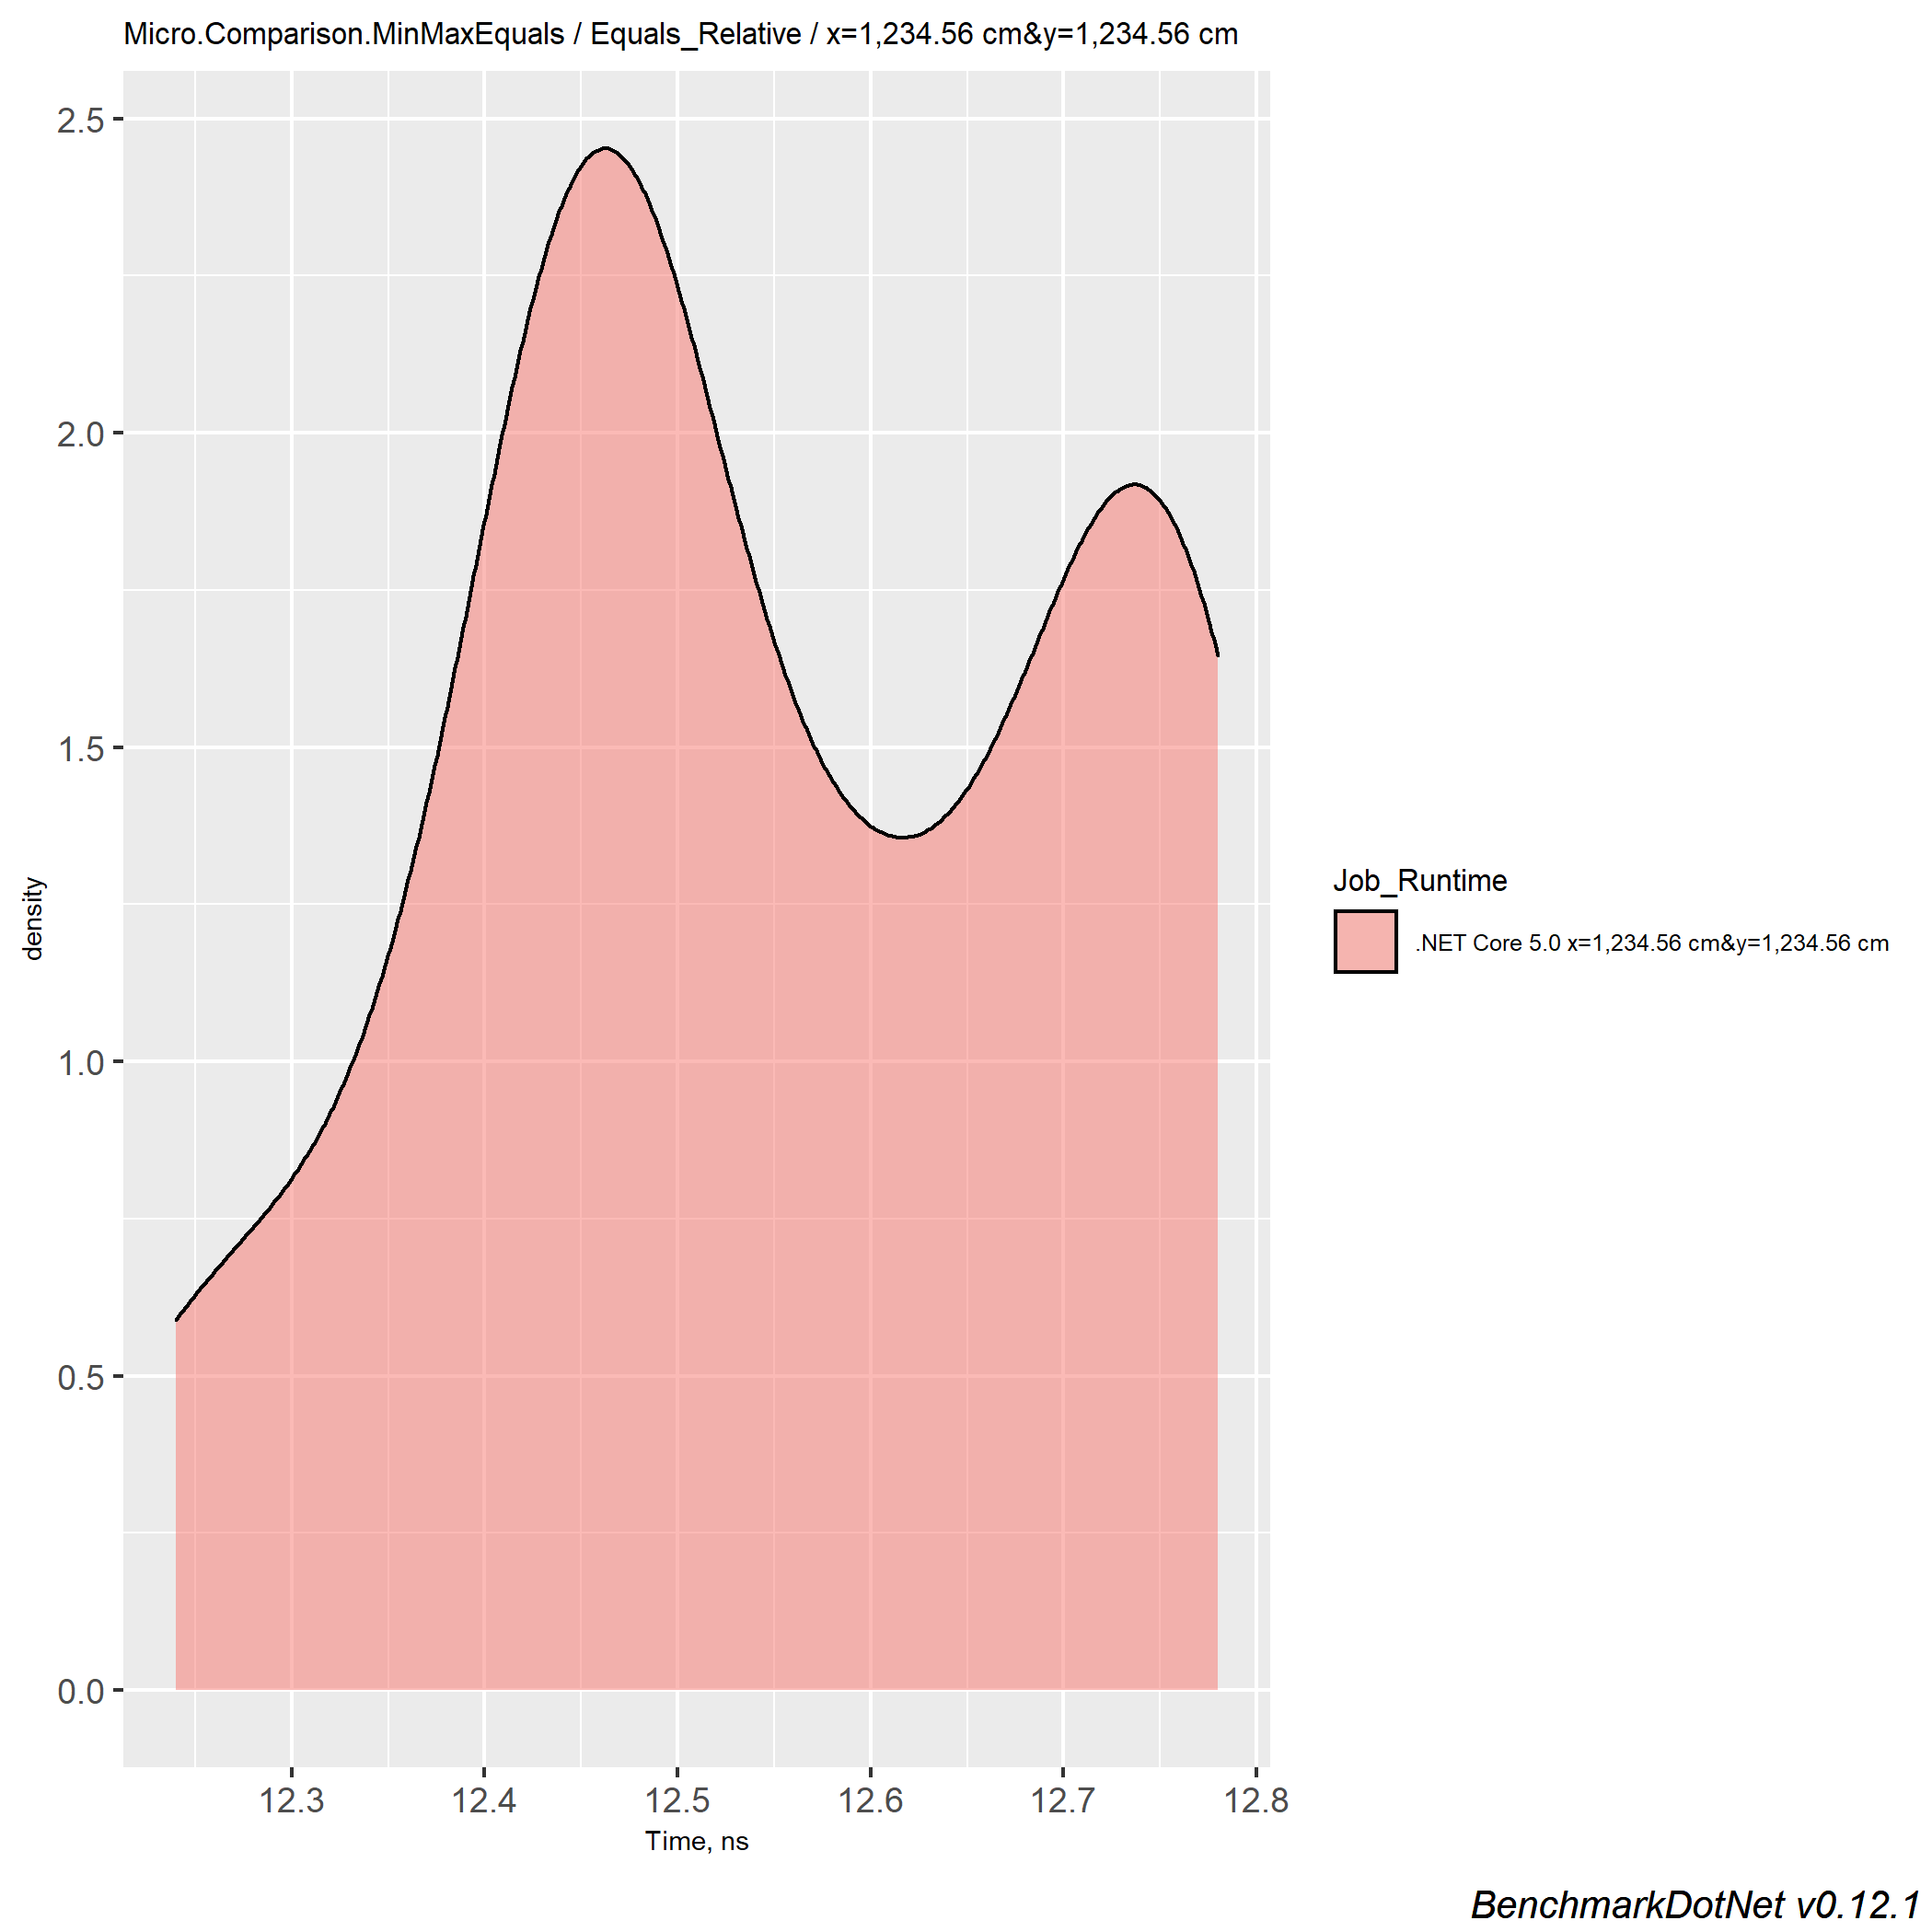 Micro.Comparison.MinMaxEquals / Equals_Relative / x=1,234.56 cm&y=1,234.56 cm
2.5
2.0
1.5
1.0
0.5
0.0
density
12.3 12.4 12.5 12.6 12.7 12.8
Time, ns
Job_Runtime
.NET Core 5.0 x=1,234.56 cm&y=1,234.56 cm
BenchmarkDotNet v0.12.1